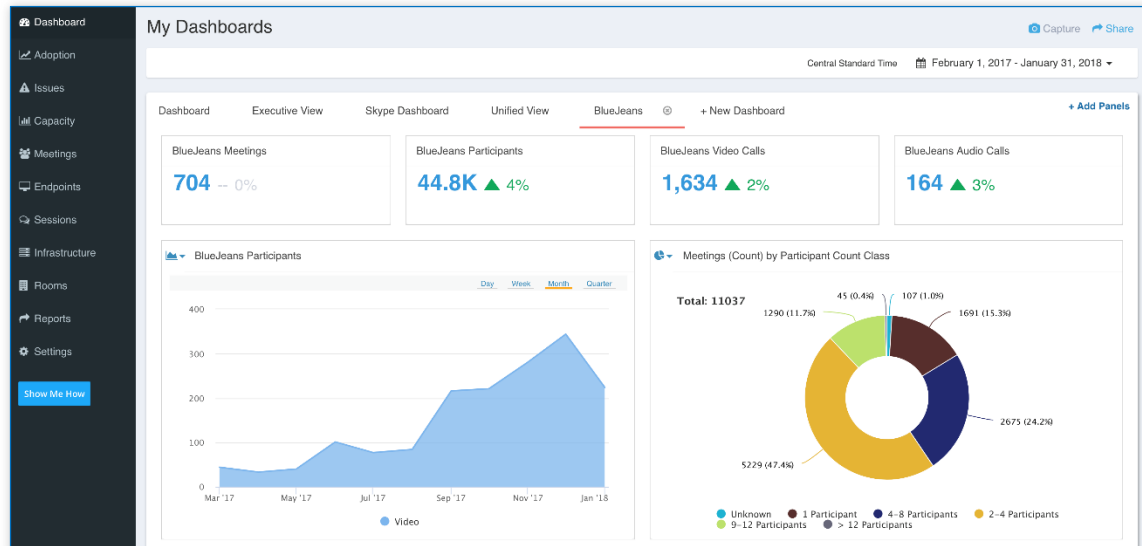 Dashboard
Adoption
Issues
Capacity
Meetings
Endpoints
Sessions
Infrastructure
Rooms
Reports
Settings
Show Me How
My Dashboards
Capture Share
Central Standard Time February 1, 2017 - January 31, 2018
Dashboard Executive View Skype Dashboard Unified View BlueJeans + New Dashboard + Add Panels
BlueJeans Meetings
704 -- 0%
BlueJeans Participants
44.8K ▲ 4%
BlueJeans Video Calls
1,634 ▲ 2%
BlueJeans Audio Calls
164 ▲ 3%
BlueJeans Participants
Day Week Month Quarter
400
300
200
100
0
Mar '17 May '17 Jul '17 Sep '17 Nov '17 Jan '18
Video
Meetings (Count) by Participant Count Class
Total: 11037
45 (0.4%) 107 (1.0%)
1290 (11.7%) 1691 (15.3%)
2675 (24.2%)
5229 (47.4%)
Unknown 1 Participant 4-8 Participants 2-4 Participants
9-12 Participants > 12 Participants